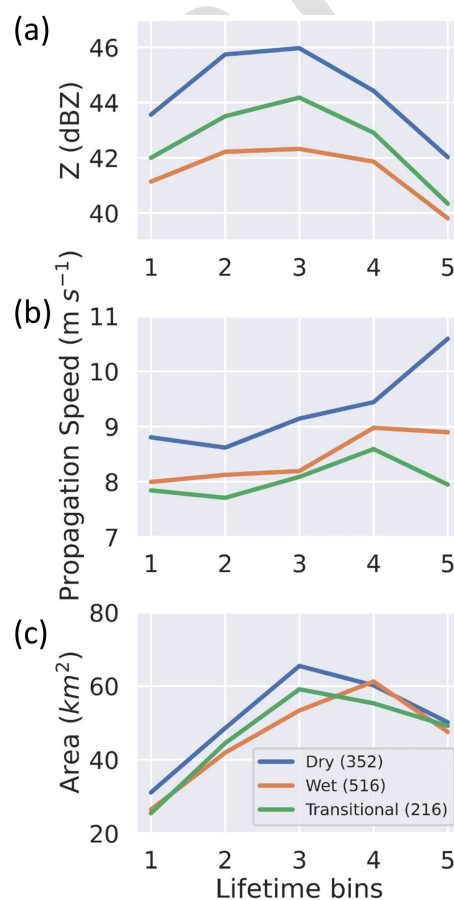 (a)
Z (dBZ)
46
44
42
40
1 2 3 4 5
(b)
Propagation Speed (m s⁻¹)
11
10
9
8
7
1 2 3 4 5
(c)
Area (km²)
80
60
40
20
Dry (352)
Wet (516)
Transitional (216)
1 2 3 4 5
Lifetime bins